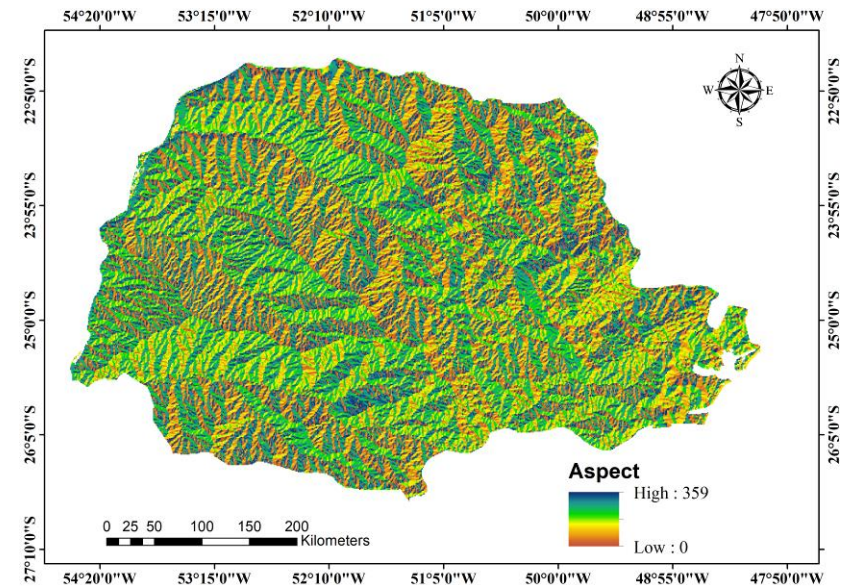 54°20'0"W 53°15'0"W 52°10'0"W 51°5'0"W 50°0'0"W 48°55'0"W 47°50'0"W
N
W E
S
22°50'0"S 22°50'0"S
23°55'0"S 23°55'0"S
25°0'0"S 25°0'0"S
26°5'0"S 26°5'0"S
27°10'0"S 27°10'0"S
Aspect
High : 359
Low : 0
0 25 50 100 150 200
Kilometers
54°20'0"W 53°15'0"W 52°10'0"W 51°5'0"W 50°0'0"W 48°55'0"W 47°50'0"W